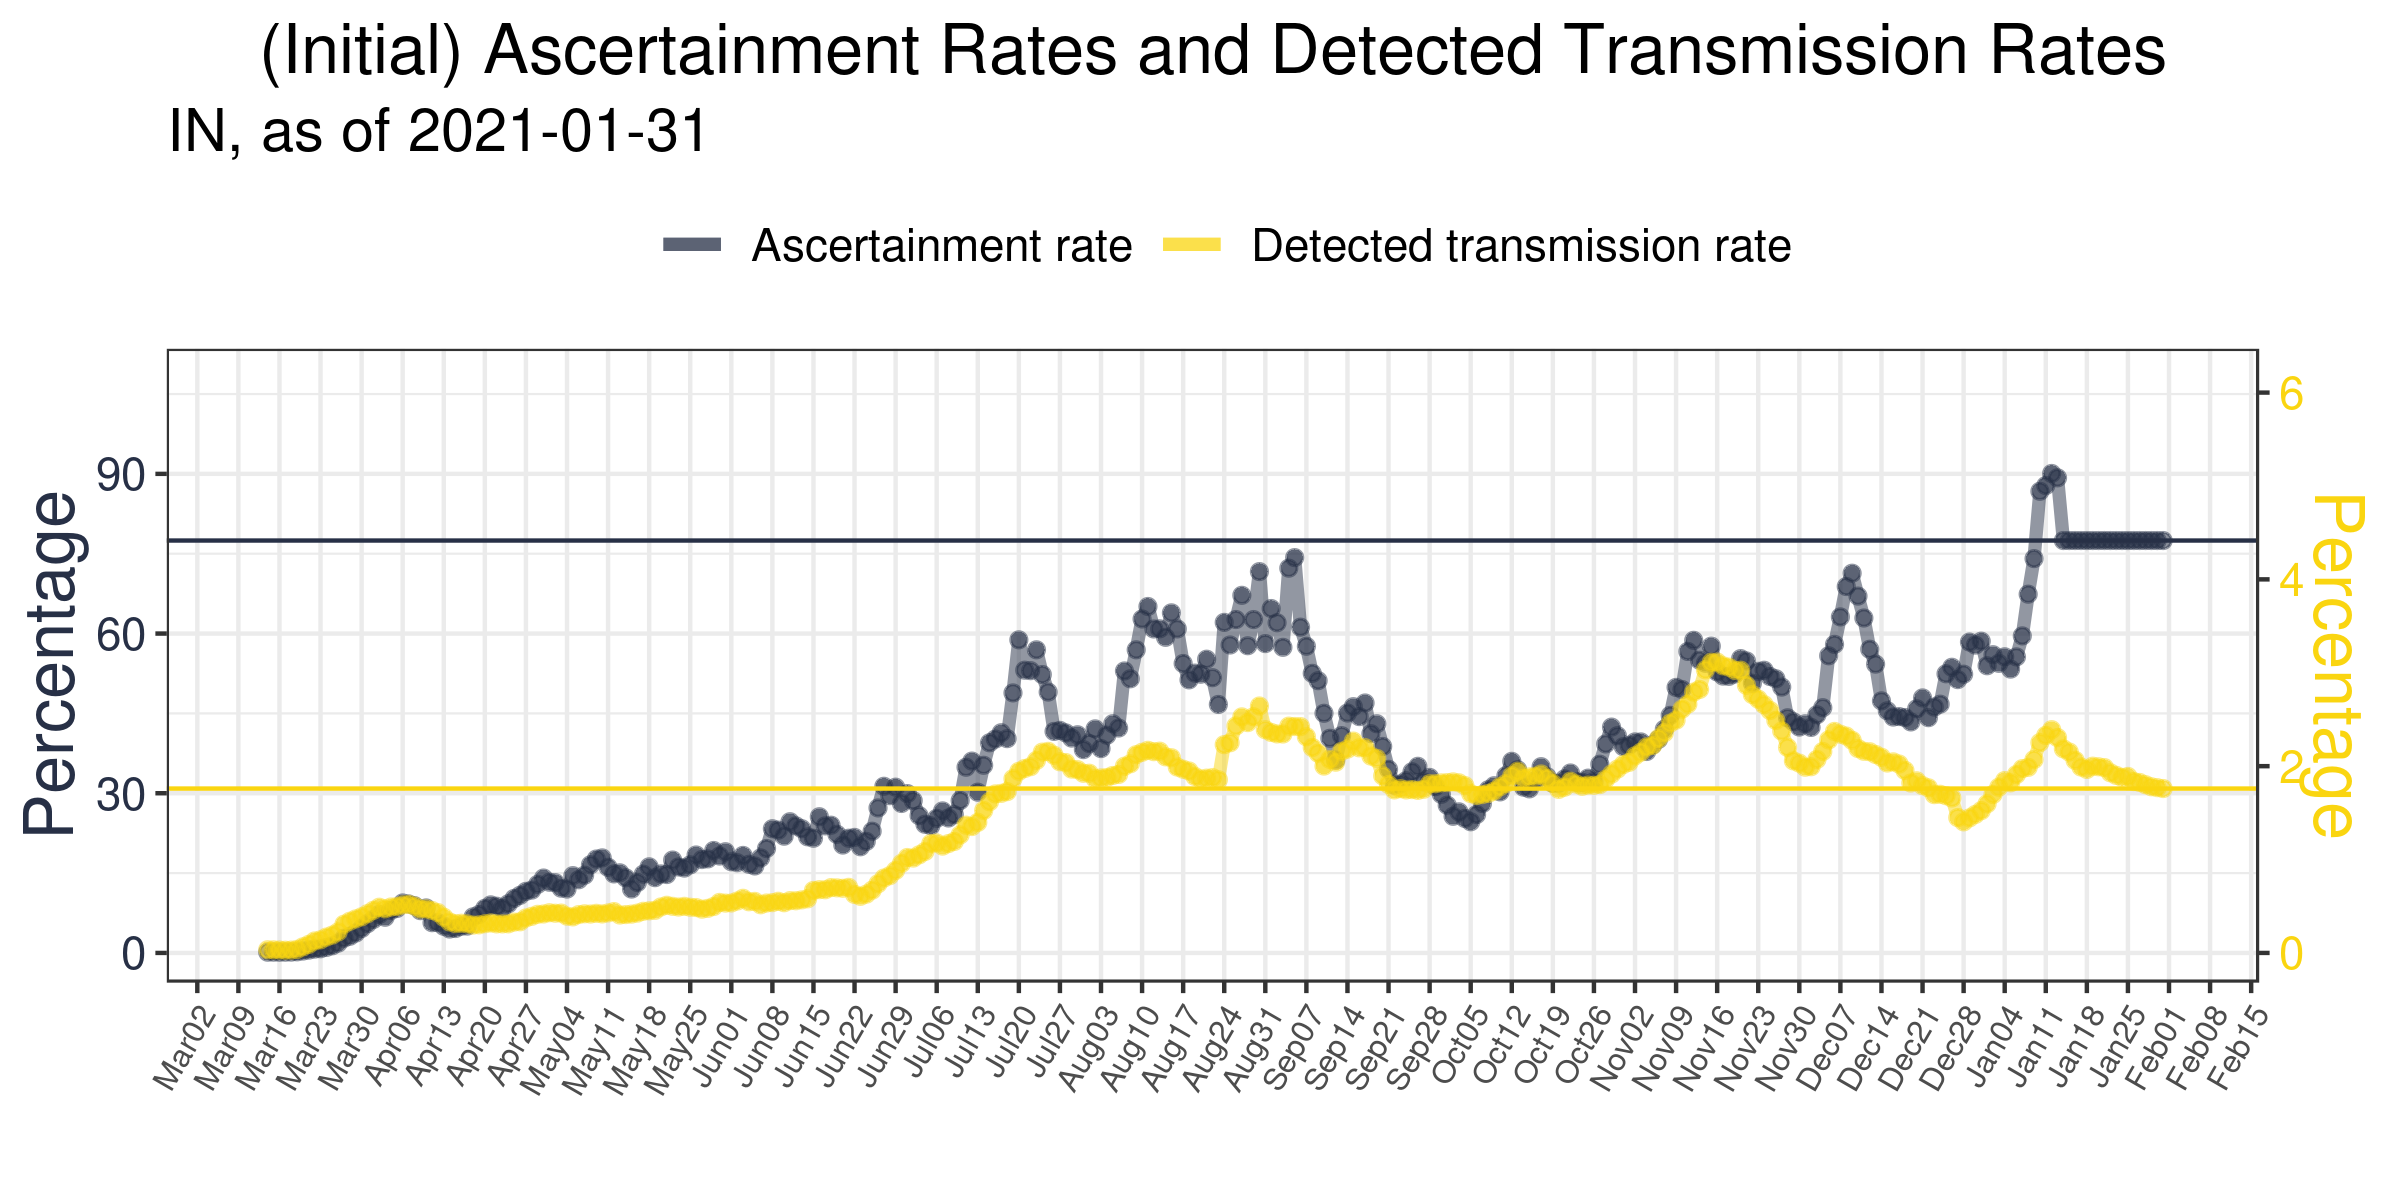 (Initial) Ascertainment Rates and Detected Transmission Rates
IN, as of 2021-01-31
Ascertainment rate
Detected transmission rate
Percentage
90
60
30
0
6
4
2
0
Percentage
Mar02
Mar09
Mar16
Mar23
Mar30
Apr06
Apr13
Apr20
Apr27
May04
May11
May18
May25
Jun01
Jun08
Jun15
Jun22
Jun29
Jul06
Jul13
Jul20
Jul27
Aug03
Aug10
Aug17
Aug24
Aug31
Sep07
Sep14
Sep21
Sep28
Oct05
Oct12
Oct19
Oct26
Nov02
Nov09
Nov16
Nov23
Nov30
Dec07
Dec14
Dec21
Dec28
Jan04
Jan11
Jan18
Jan25
Feb01
Feb08
Feb15